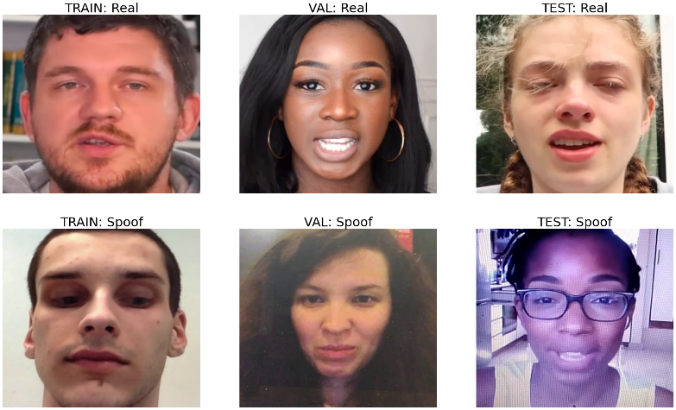 TRAIN: Real
VAL: Real
TEST: Real
TRAIN: Spoof
VAL: Spoof
TEST: Spoof